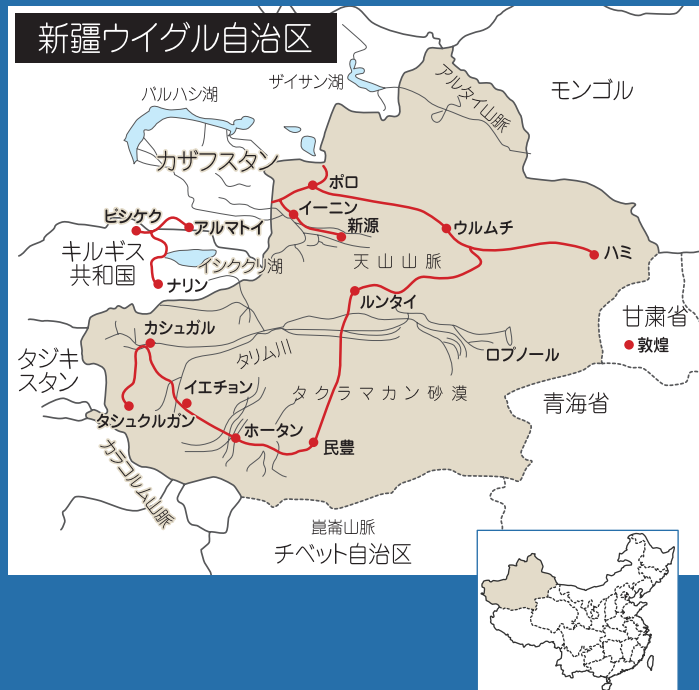 新疆ウイグル自治区
ザイサン湖
モンゴル
バルハシ湖
アルタイ山脈
カザフスタン
ポロ
イーニン
ビシケク
アルマトイ
新源
ウルムチ
キルギス
共和国
イシククリ湖
天山山脈
ハミ
ナリン
ルンタイ
甘粛省
カシュガル
敦煌
タジキ
スタン
タリム川
ロプノール
イエチョン
タクラマカン砂漠
青海省
タシュクルガン
ホータン
民豊
カラコルム山脈
崑崙山脈
チベット自治区